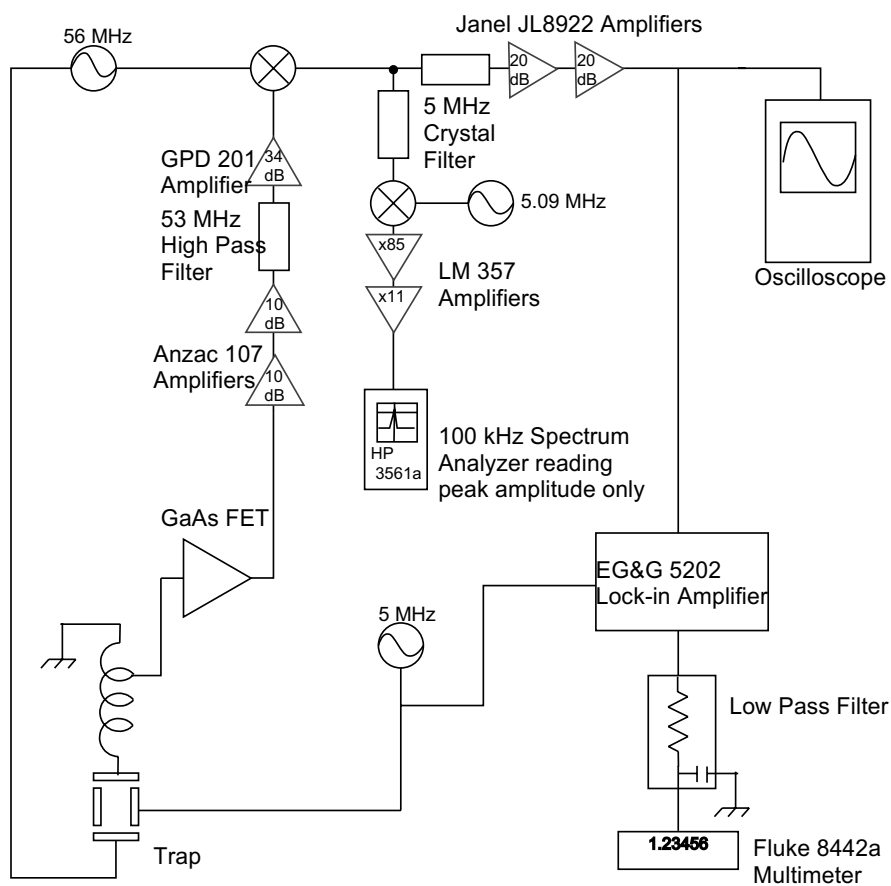 Janel JL8922 Amplifiers
56 MHz
20
dB
20
dB
5 MHz
Crystal
Filter
GPD 201
Amplifier
34
dB
53 MHz
High Pass
Filter
5.09 MHz
x85
x11
LM 357
Amplifiers
Oscilloscope
10
dB
Anzac 107
Amplifiers
10
dB
HP
3561a
100 kHz Spectrum
Analyzer reading
peak amplitude only
GaAs FET
EG&G 5202
Lock-in Amplifier
5 MHz
Low Pass Filter
Trap
1.23456
Fluke 8442a
Multimeter